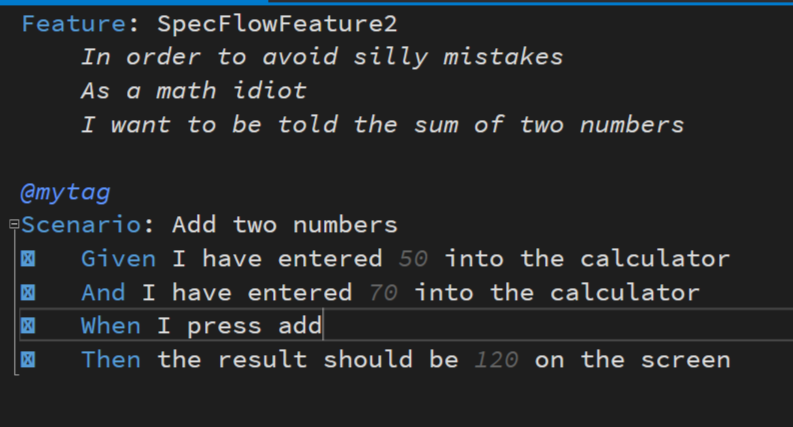 Feature: SpecFlowFeature2
In order to avoid silly mistakes
As a math idiot
I want to be told the sum of two numbers
@mytag
Scenario: Add two numbers
Given I have entered 50 into the calculator
And I have entered 70 into the calculator
When I press add
Then the result should be 120 on the screen